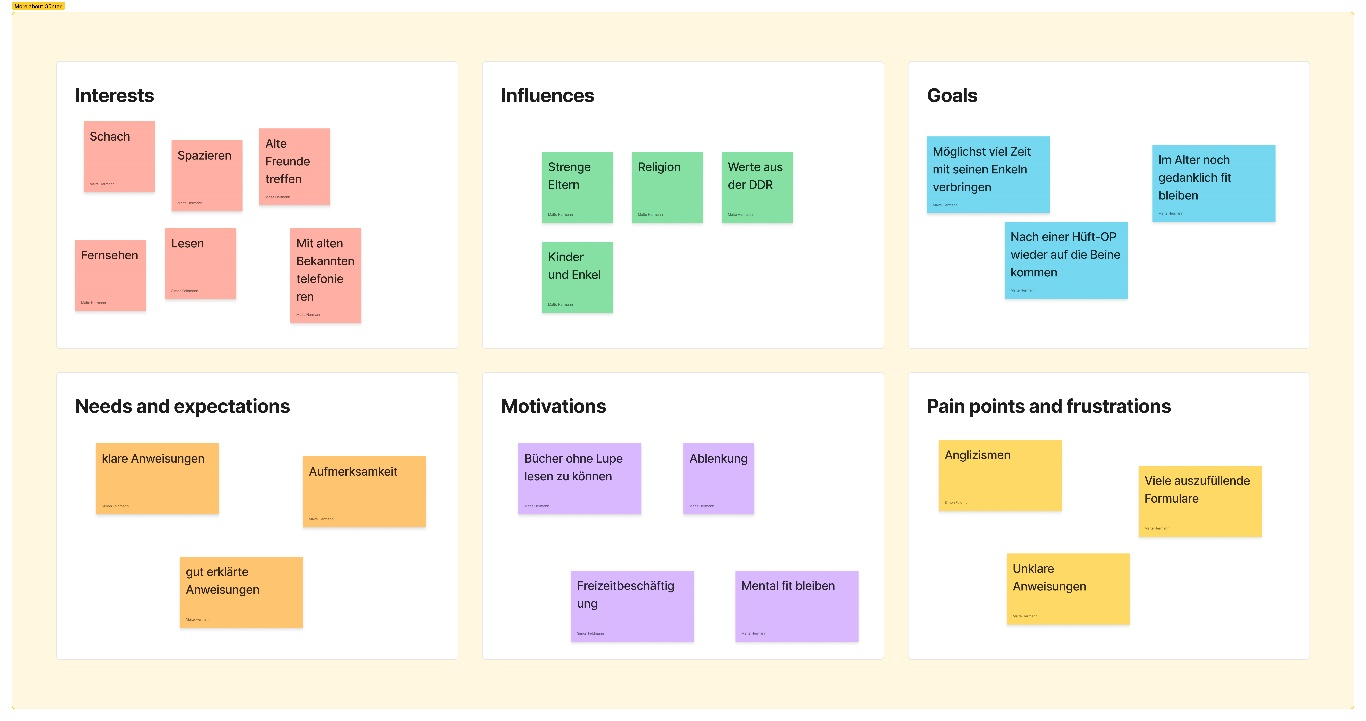 More about Günter
Interests
Schach
Spazieren
Alte
Freunde
treffen
Fernsehen
Lesen
Mit alten
Bekannten
telefonie
ren
Influences
Strenge
Eltern
Religion
Werte aus
der DDR
Kinder
und Enkel
Goals
Möglichst viel Zeit
mit seinen Enkeln
verbringen
Im Alter noch
gedanklich fit
bleiben
Nach einer Hüft-OP
wieder auf die Beine
kommen
Needs and expectations
klare Anweisungen
Aufmerksamkeit
gut erklärte
Anweisungen
Motivations
Bücher ohne Lupe
lesen zu können
Ablenkung
Freizeitbeschäftig
ung
Mental fit bleiben
Pain points and frustrations
Anglizismen
Viele auszufüllende
Formulare
Unklare
Anweisungen